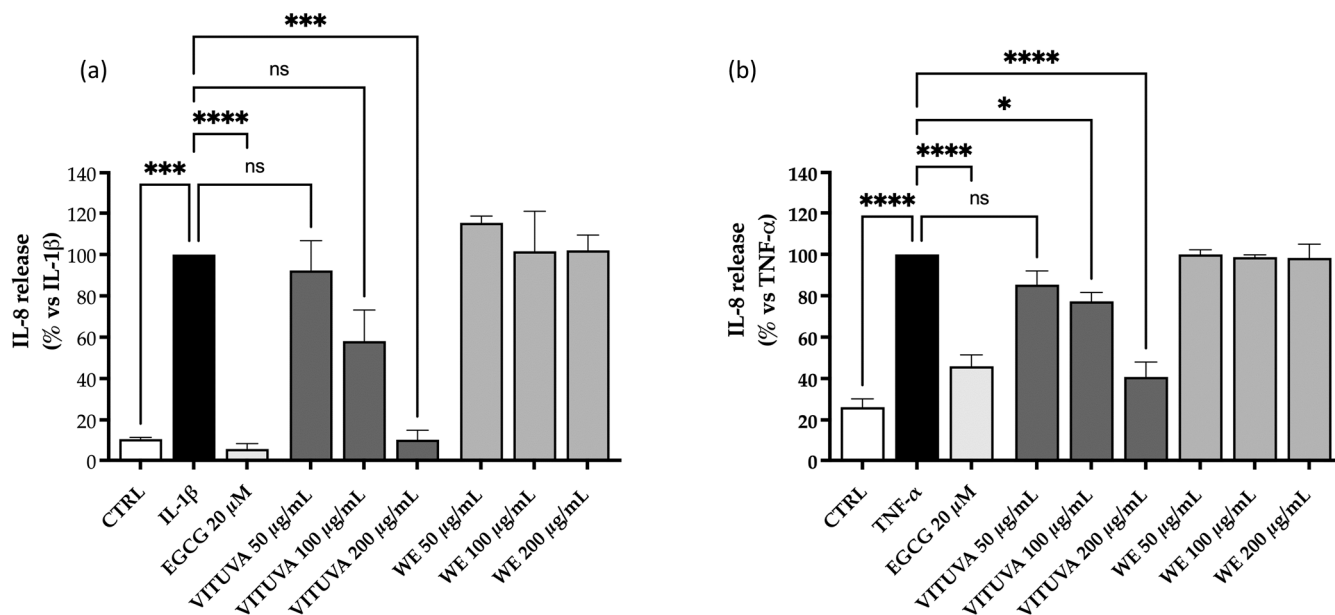 (a)
✱✱✱
ns
✱✱✱✱
✱✱✱
ns
IL-8 release
(% vs IL-1β)
140
120
100
80
60
40
20
0
CTRL
IL-1β
EGCG 20 µM
VITUVA 50 µg/mL
VITUVA 100 µg/mL
VITUVA 200 µg/mL
WE 50 µg/mL
WE 100 µg/mL
WE 200 µg/mL
(b)
✱✱✱✱
✱
✱✱✱✱
✱✱✱✱
ns
IL-8 release
(% vs TNF-α)
140
120
100
80
60
40
20
0
CTRL
TNF-α
EGCG 20 µM
VITUVA 50 µg/mL
VITUVA 100 µg/mL
VITUVA 200 µg/mL
WE 50 µg/mL
WE 100 µg/mL
WE 200 µg/mL